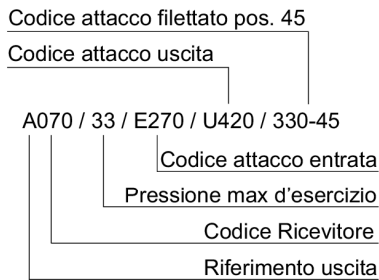 Codice attacco filettato pos. 45
Codice attacco uscita
A070 / 33 / E270 / U420 / 330-45
Codice attacco entrata
Pressione max d'esercizio
Codice Ricevitore
Riferimento uscita